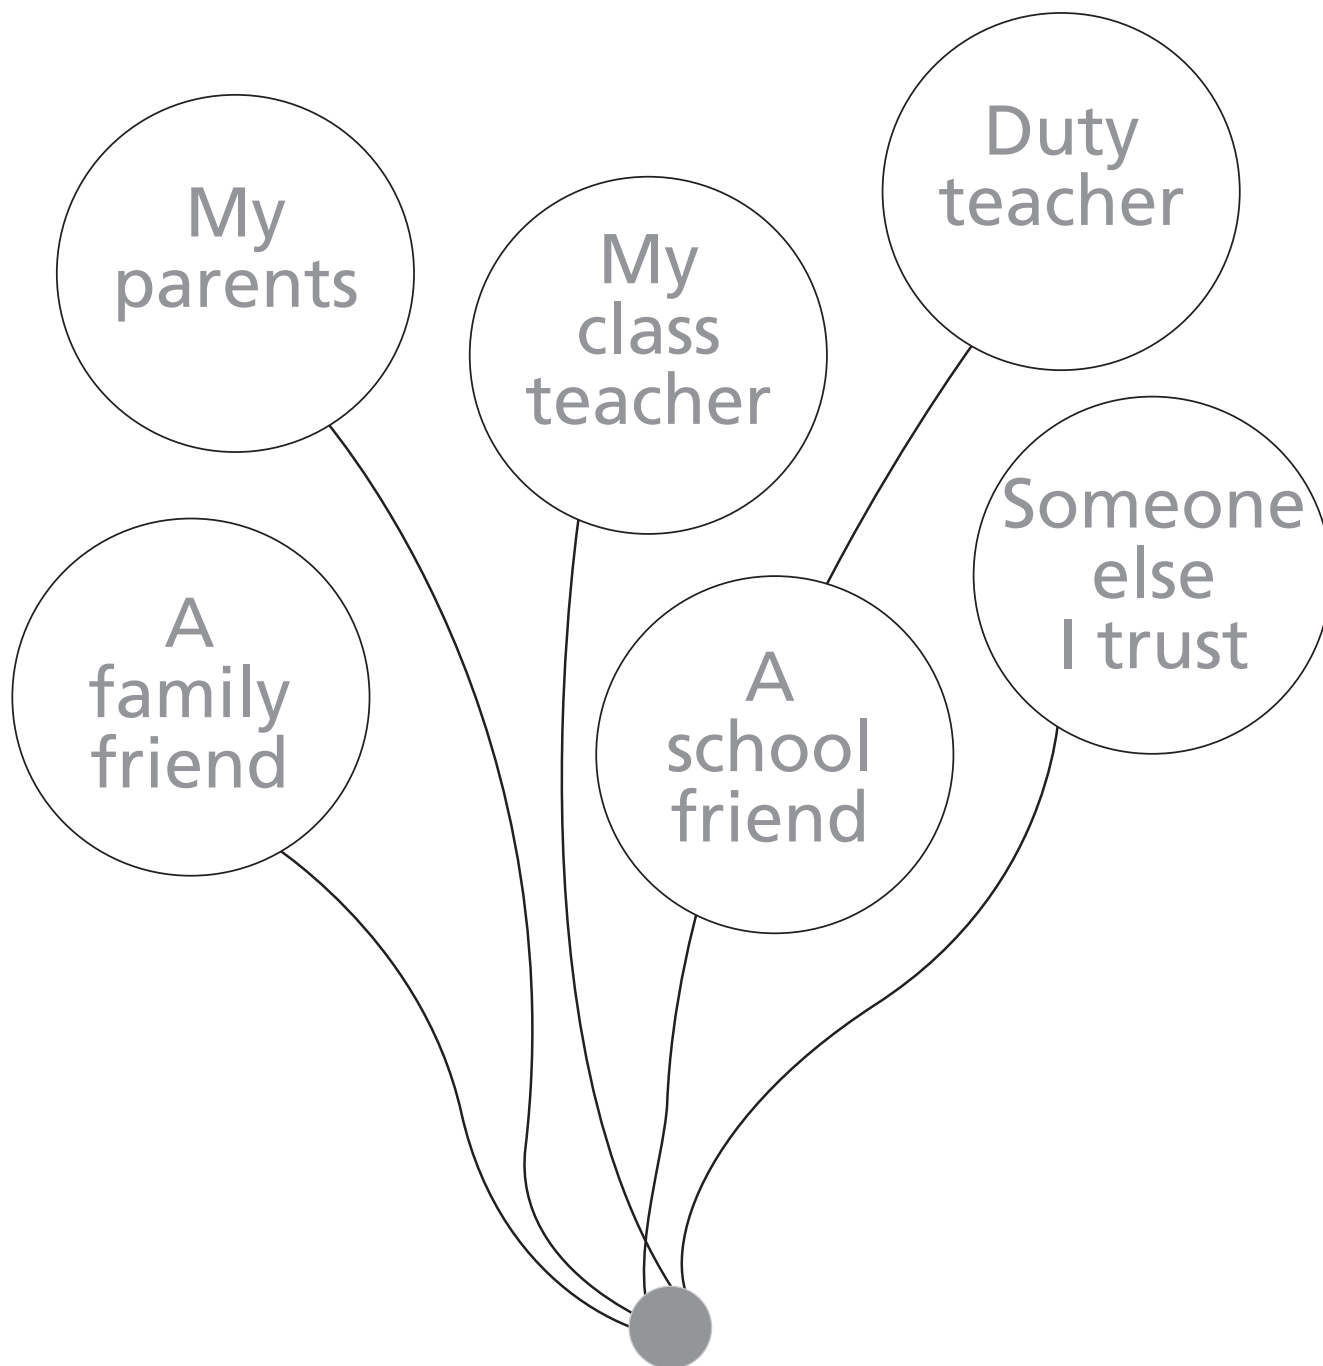 My
parents
My
class
teacher
Duty
teacher
A
family
friend
A
school
friend
Someone
else
I trust